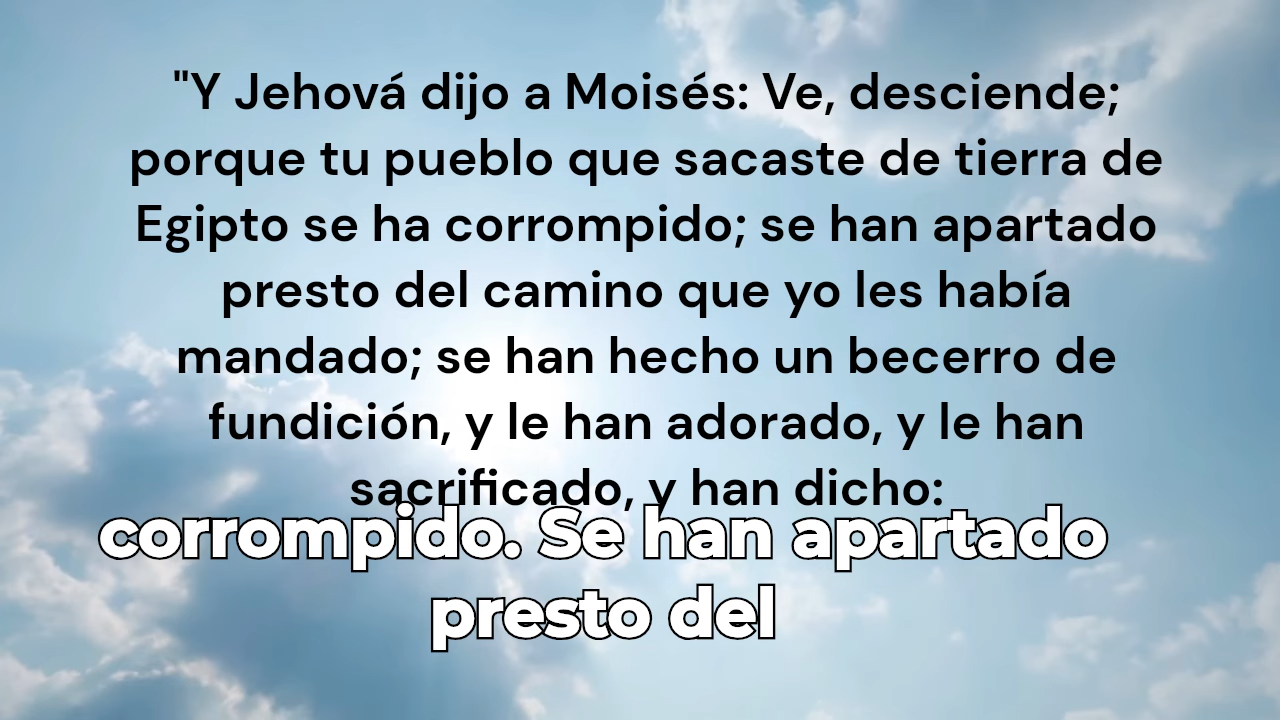 "Y Jehová dijo a Moisés: Ve, desciende;
porque tu pueblo que sacaste de tierra de
Egipto se ha corrompido; se han apartado
presto del camino que yo les había
mandado; se han hecho un becerro de
fundición, y le han adorado, y le han
sacrificado, y han dicho:
corrompido. Se han apartado
presto del